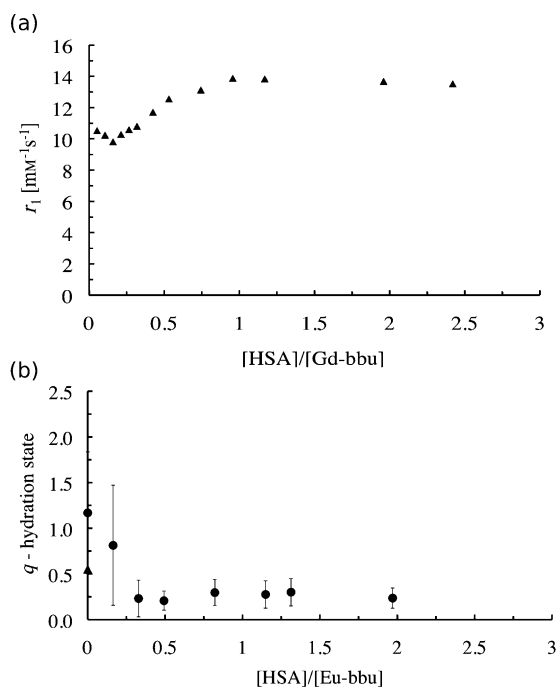 (a)
16
14
12
10
8
6
4
2
0
r₁ [mM⁻¹s⁻¹]
0 0.5 1 1.5 2 2.5 3
[HSA]/[Gd-bbu]
(b)
2.5
2.0
1.5
1.0
0.5
0.0
q - hydration state
0 0.5 1 1.5 2 2.5 3
[HSA]/[Eu-bbu]